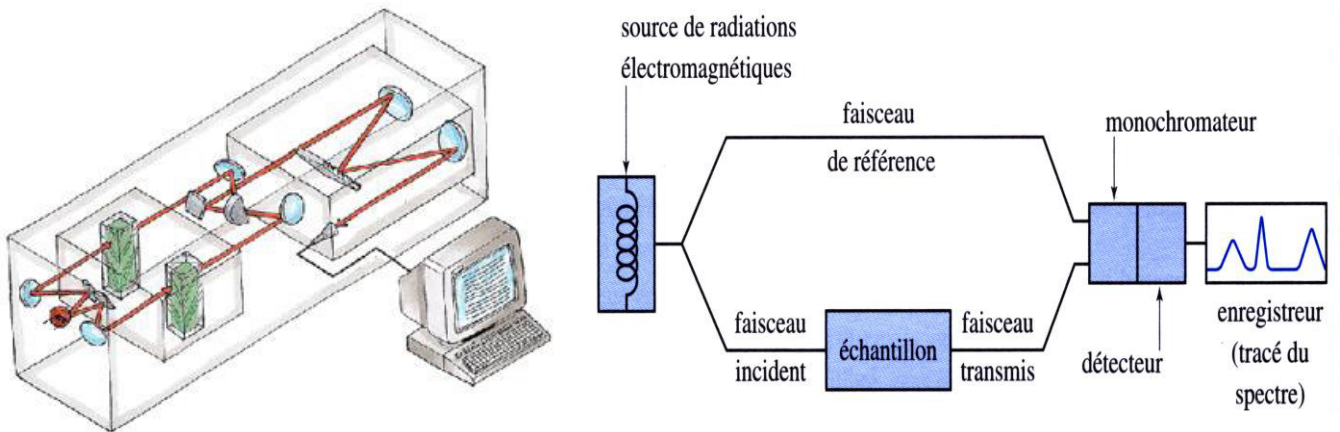 source de radiations
électromagnétiques
faisceau
de référence
monochromateur
faisceau
incident
échantillon
faisceau
transmis
détecteur
enregistreur
(tracé du
spectre)